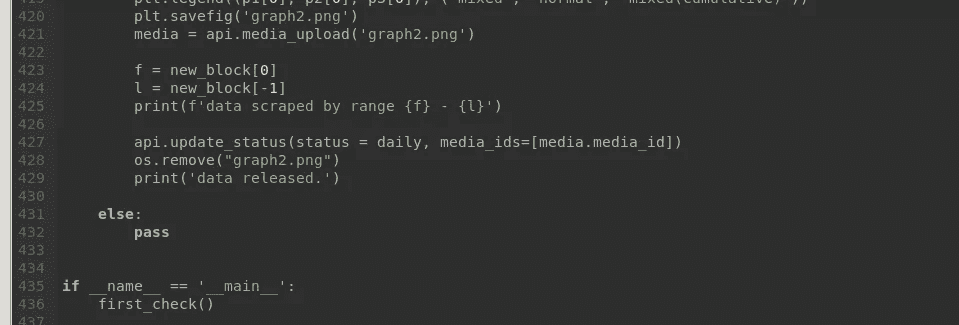 419 plt.legend((p1[0], p2[0], p3[0]), ('mixed', 'normal', 'mixed(cumulative)'))
420 plt.savefig('graph2.png')
421 media = api.media_upload('graph2.png')
422
423 f = new_block[0]
424 l = new_block[-1]
425 print(f'data scraped by range {f} - {l}')
426
427 api.update_status(status = daily, media_ids=[media.media_id])
428 os.remove("graph2.png")
429 print('data released.')
430
431 else:
432 pass
433
434
435 if __name__ == '__main__':
436 first_check()
437